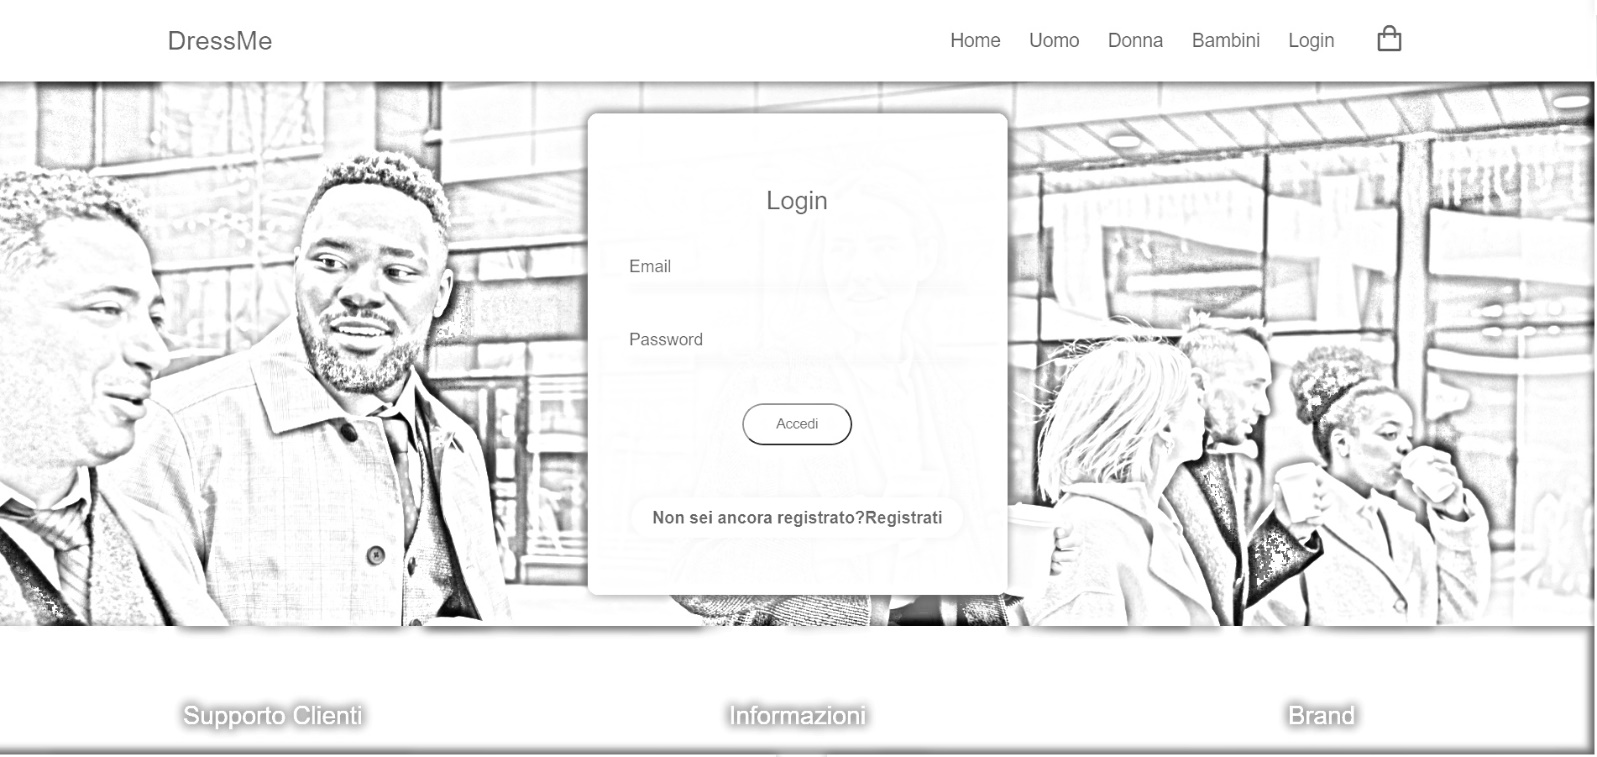 DressMe
Home Uomo Donna Bambini Login
Login
Email
Password
Accedi
Non sei ancora registrato?Registrati
Supporto Clienti
Informazioni
Brand